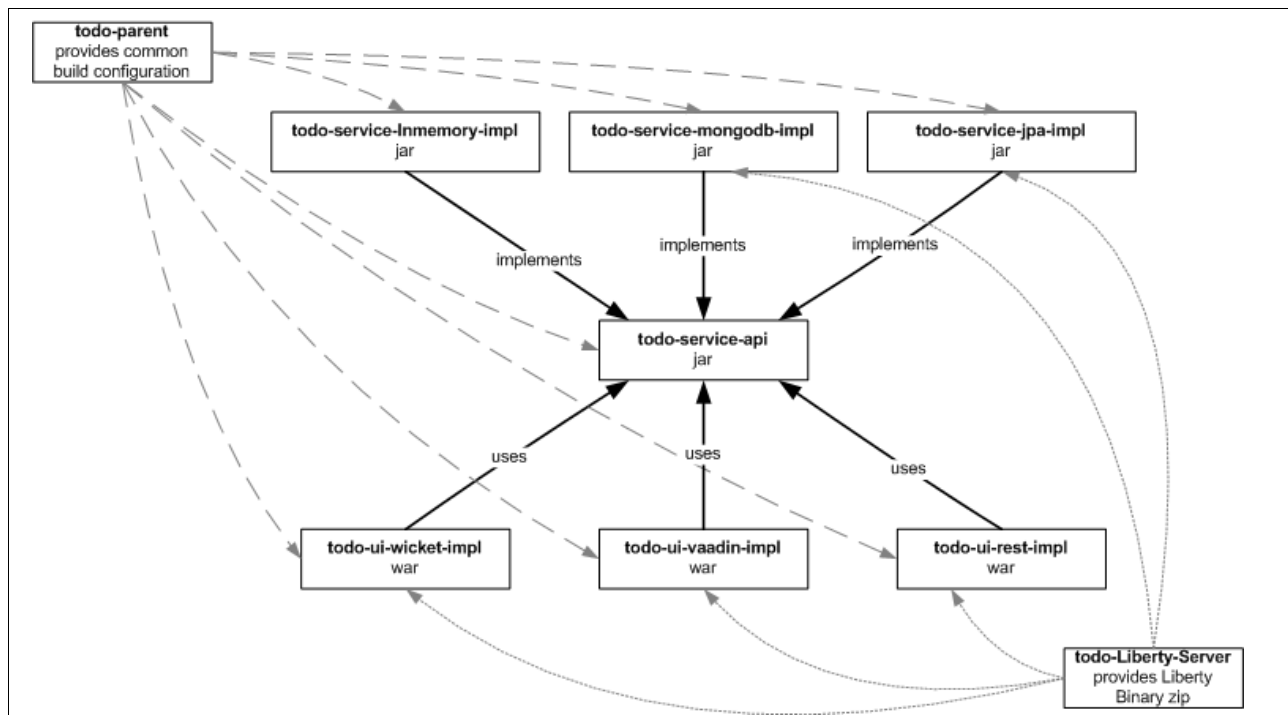 todo-parent
provides common
build configuration
todo-service-Inmemory-impl
jar
todo-service-mongodb-impl
jar
todo-service-jpa-impl
jar
implements
implements
implements
todo-service-api
jar
uses
uses
uses
todo-ui-wicket-impl
war
todo-ui-vaadin-impl
war
todo-ui-rest-impl
war
todo-Liberty-Server
provides Liberty
Binary zip